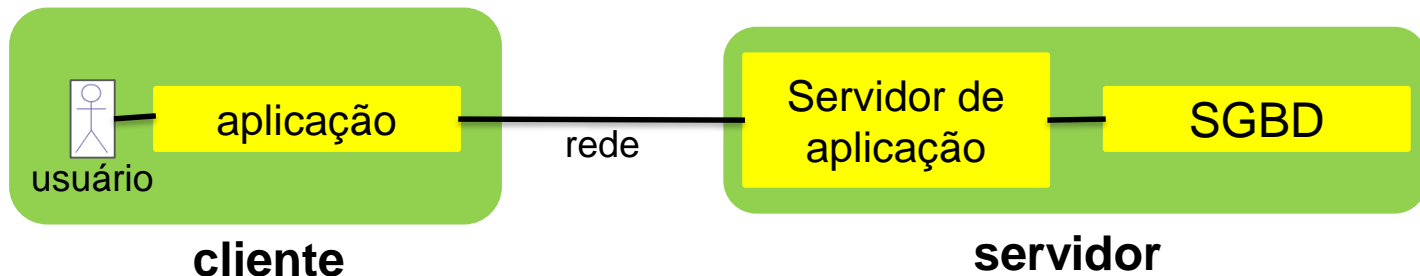 usuário
aplicação
rede
Servidor de
aplicação
SGBD
cliente
servidor